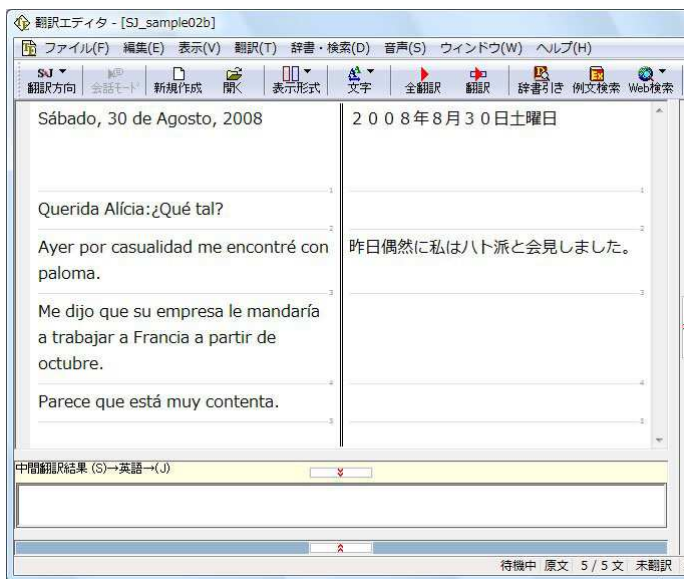 翻訳エディタ - [SJ_sample02b]
ファイル(F) 編集(E) 表示(V) 翻訳(T) 辞書・検索(D) 音声(S) ウィンドウ(W) ヘルプ(H)
翻訳方向 会話モード 新規作成 開く 表示形式 文字 全翻訳 翻訳 辞書引き 例文検索 Web検索
Sábado, 30 de Agosto, 2008
2008年8月30日土曜日
1 1
Querida Alícia:¿Qué tal?
2 2
Ayer por casualidad me encontré con
paloma.
昨日偶然に私はハト派と会見しました。
3 3
Me dijo que su empresa le mandaría
a trabajar a Francia a partir de
octubre.
4 4
Parece que está muy contenta.
中間翻訳結果 (S)→英語→(J)
待機中 原文 5/5文 未翻訳